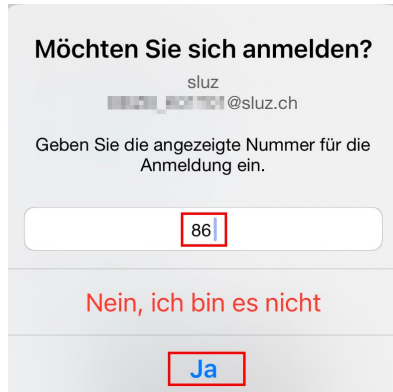 Möchten Sie sich anmelden?
sluz
@sluz.ch
Geben Sie die angezeigte Nummer für die
Anmeldung ein.
86
Nein, ich bin es nicht
Ja